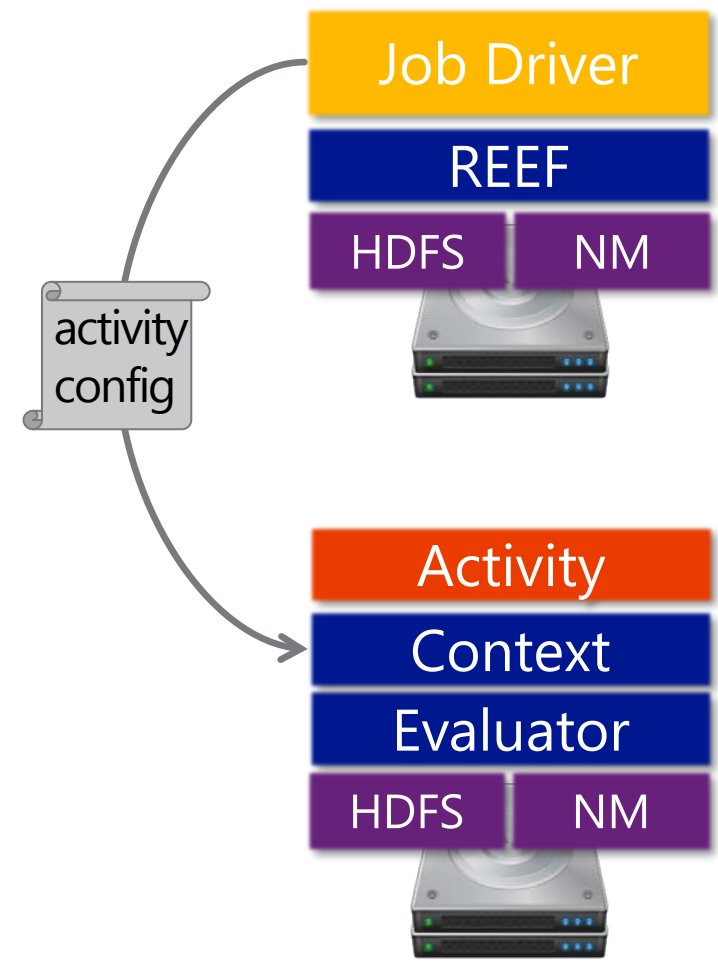 Job Driver
REEF
HDFS NM
activity
config
Activity
Context
Evaluator
HDFS NM